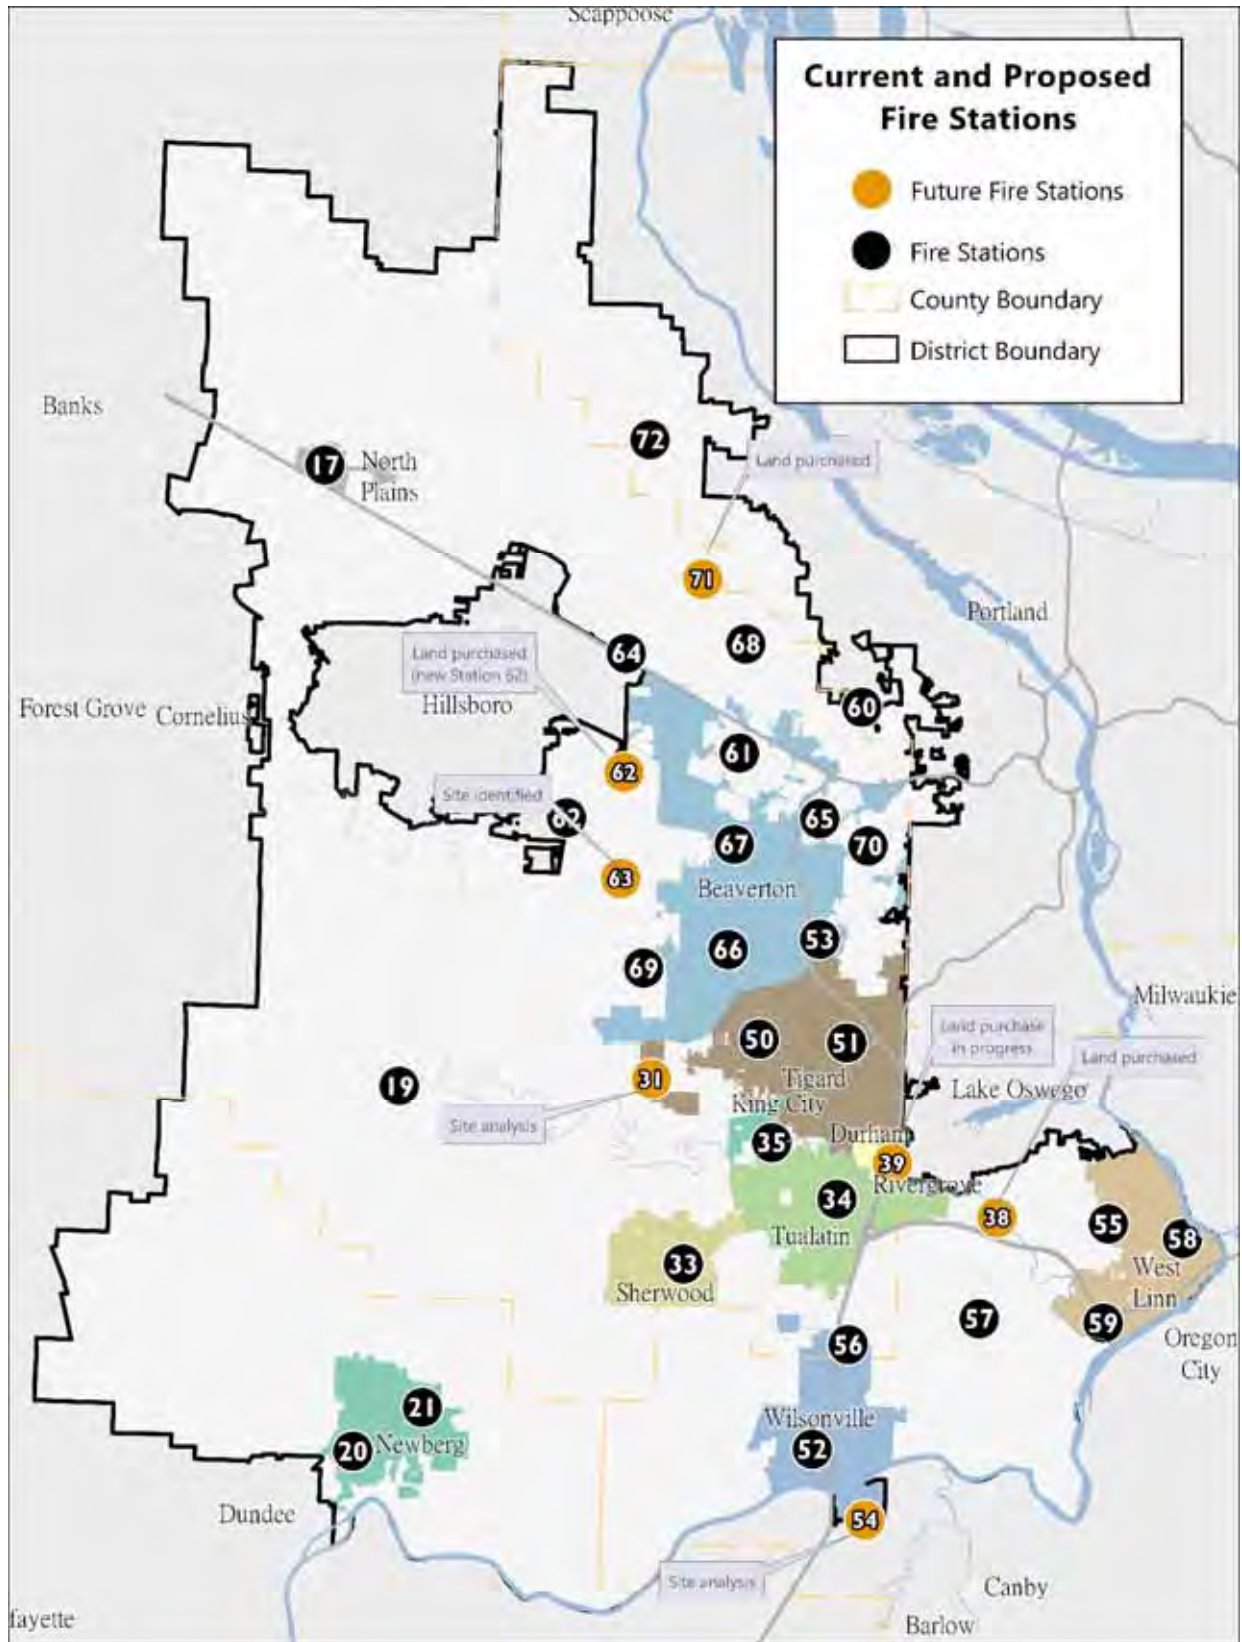 Scappoose
Current and Proposed
Fire Stations
Future Fire Stations
Fire Stations
County Boundary
District Boundary
Banks
72
Land purchased
17
North
Plains
71
Portland
68
64
Land purchased
(new Station 62)
Hillsboro
Forest Grove
Cornelius
60
61
62
Site identified
62
65
67
70
63
Beaverton
53
66
69
Milwaukie
Land purchase
in progress
50
51
Land purchased
31
Tigard
19
Lake Oswego
King City
Site analysis
35
Durham
39
Rivergrove
34
38
55
58
Tualatin
33
West
Linn
Sherwood
57
59
56
Oregon
City
21
Wilsonville
20
Newberg
52
Dundee
54
Site analysis
Canby
fayette
Barlow